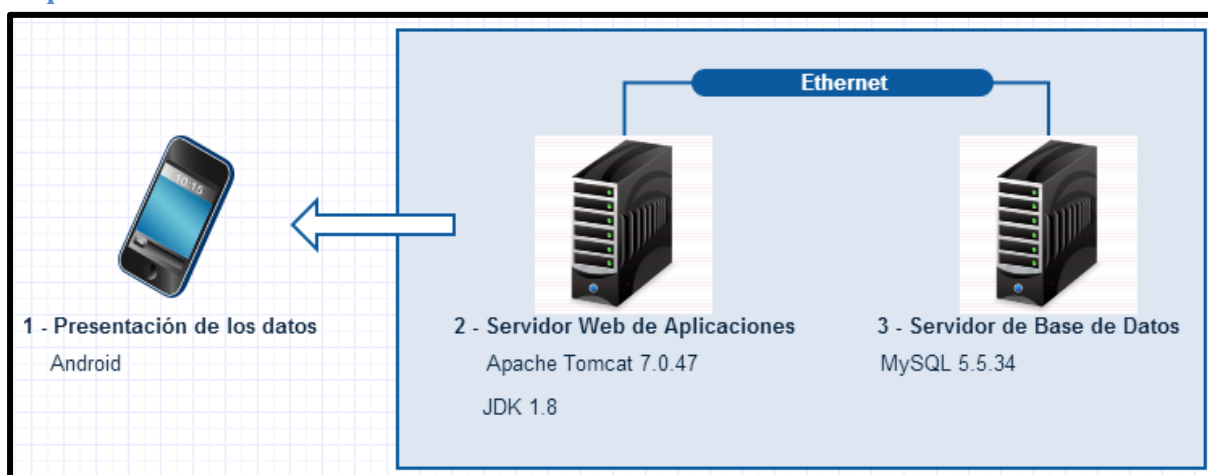 Ethernet
10:15
1 - Presentación de los datos
Android
2 - Servidor Web de Aplicaciones
Apache Tomcat 7.0.47
JDK 1.8
3 - Servidor de Base de Datos
MySQL 5.5.34